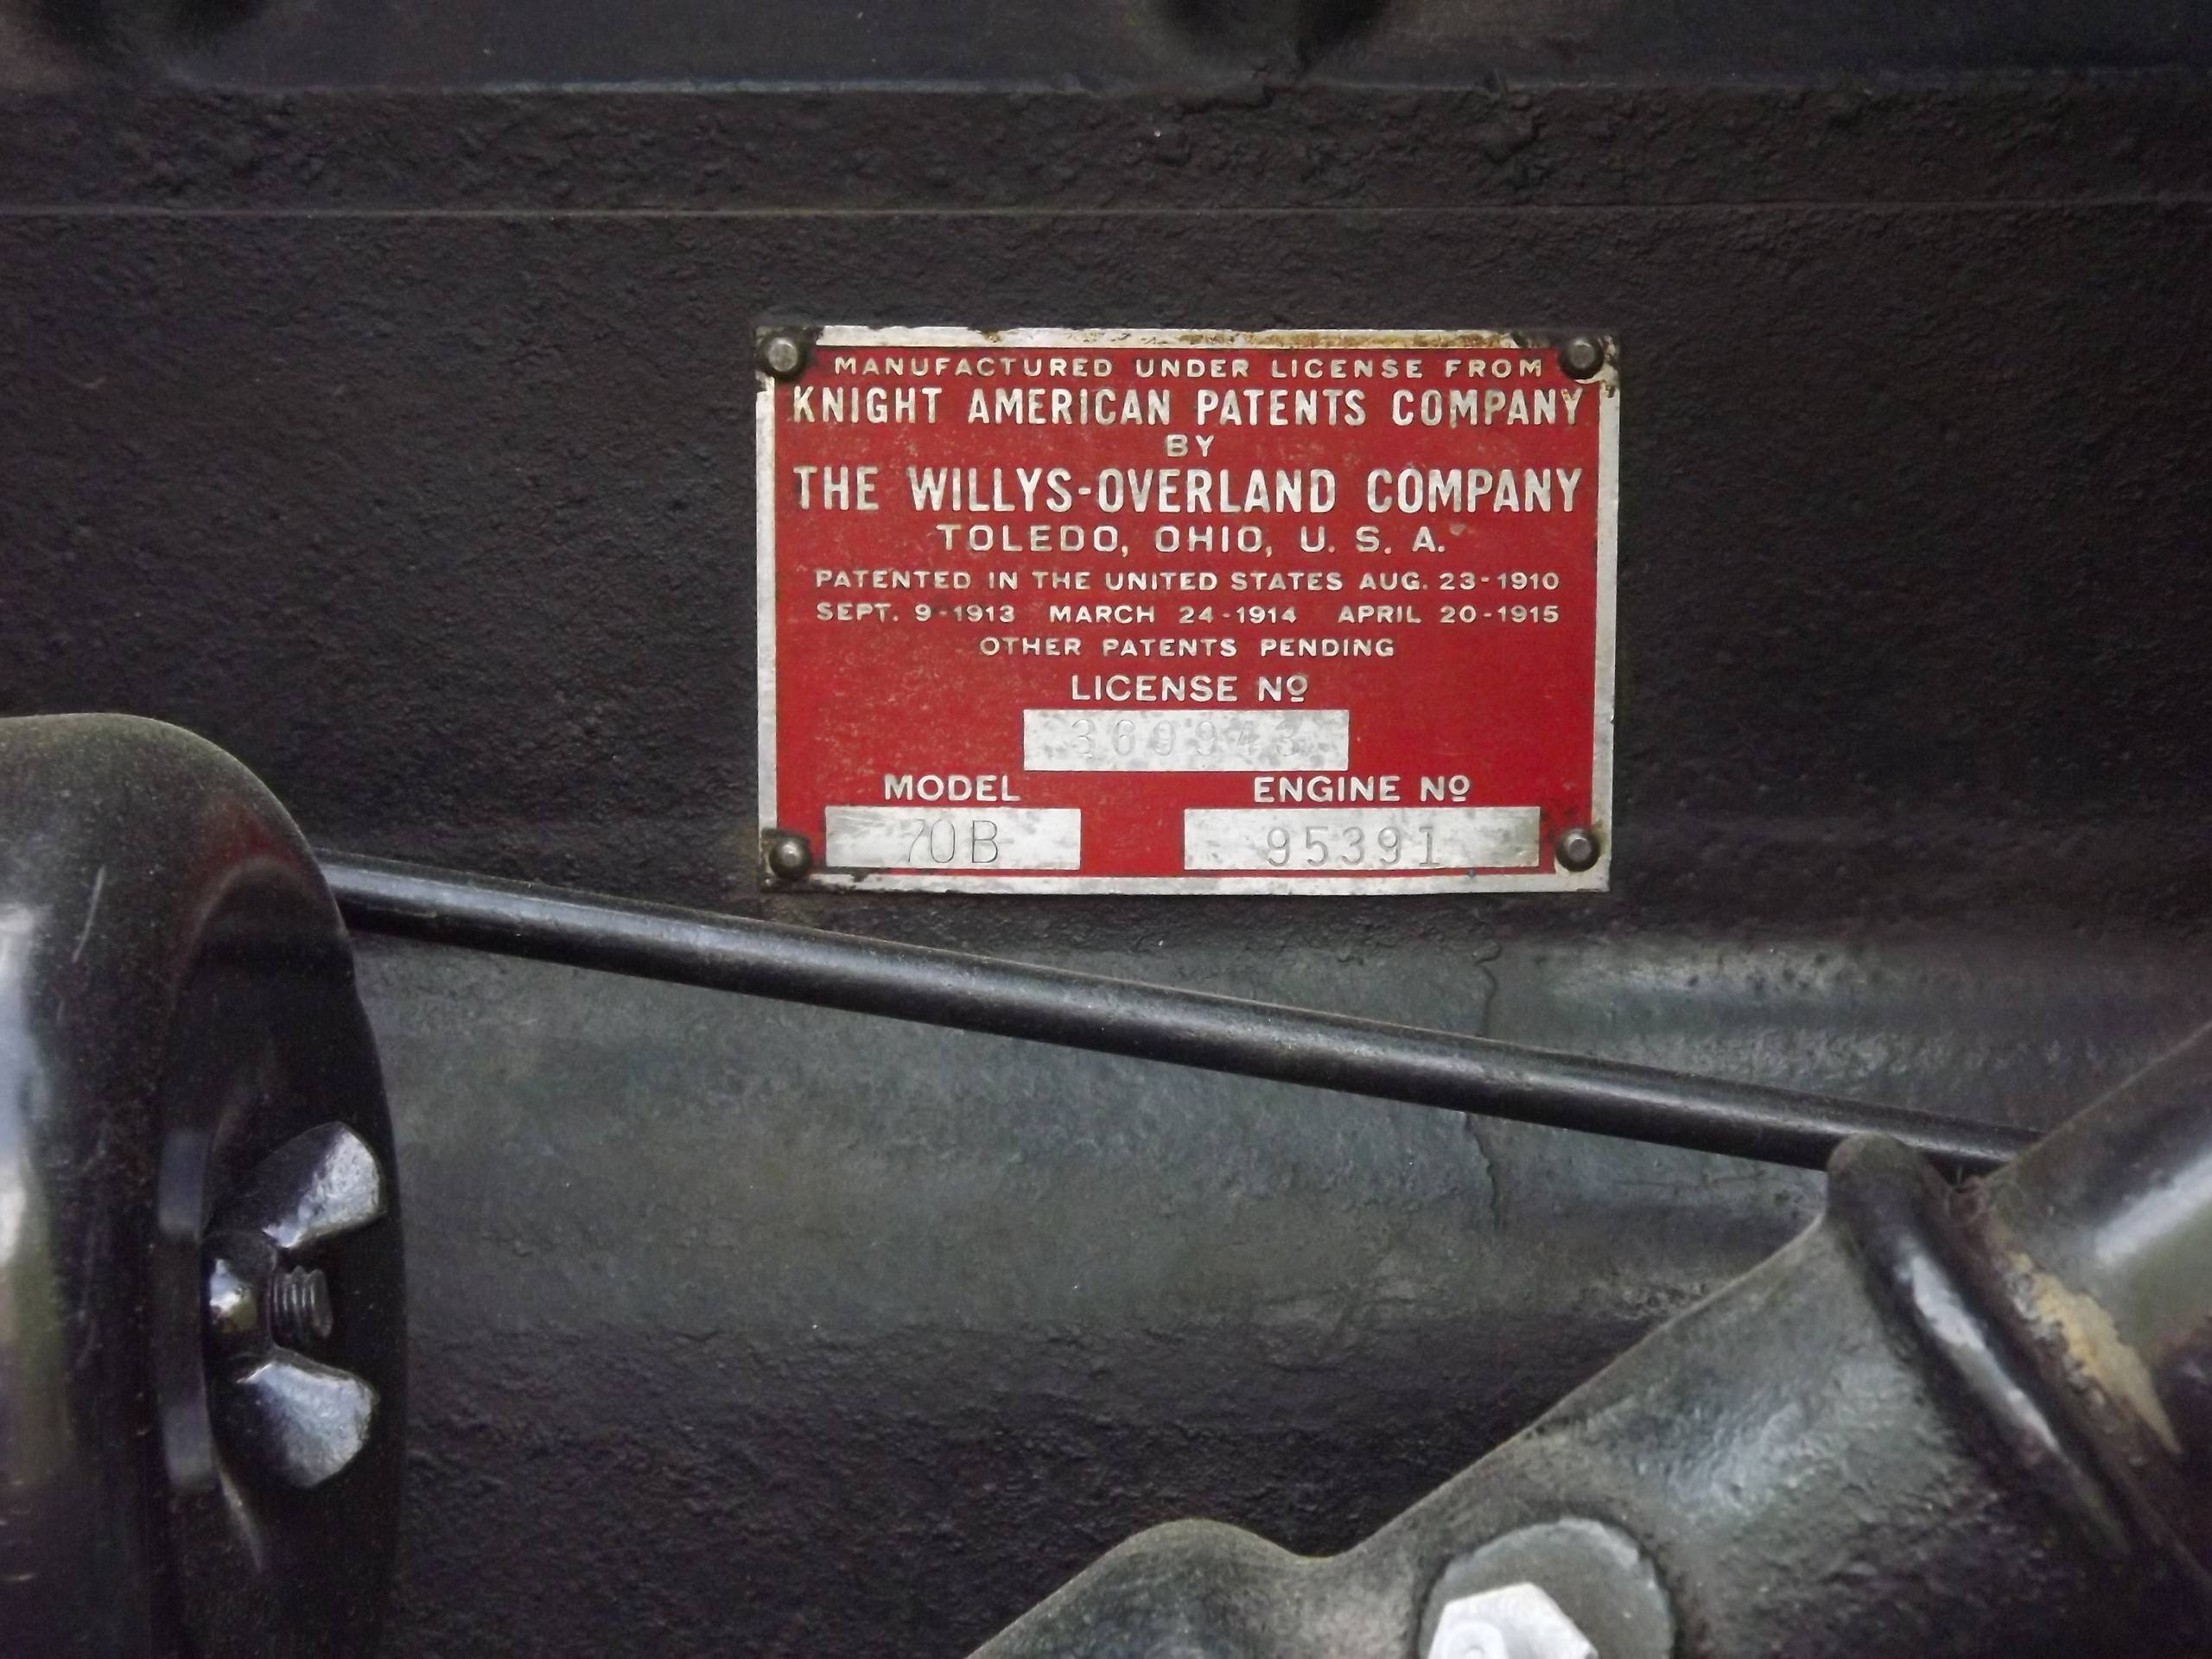 MANUFACTURED UNDER LICENSE FROM
KNIGHT AMERICAN PATENTS COMPANY
BY
THE WILLYS-OVERLAND COMPANY
TOLEDO, OHIO, U. S. A.
PATENTED IN THE UNITED STATES AUG. 23-1910
SEPT. 9-1913 MARCH 24-1914 APRIL 20-1915
OTHER PATENTS PENDING
LICENSE Nº
MODEL ENGINE Nº
70B 95391